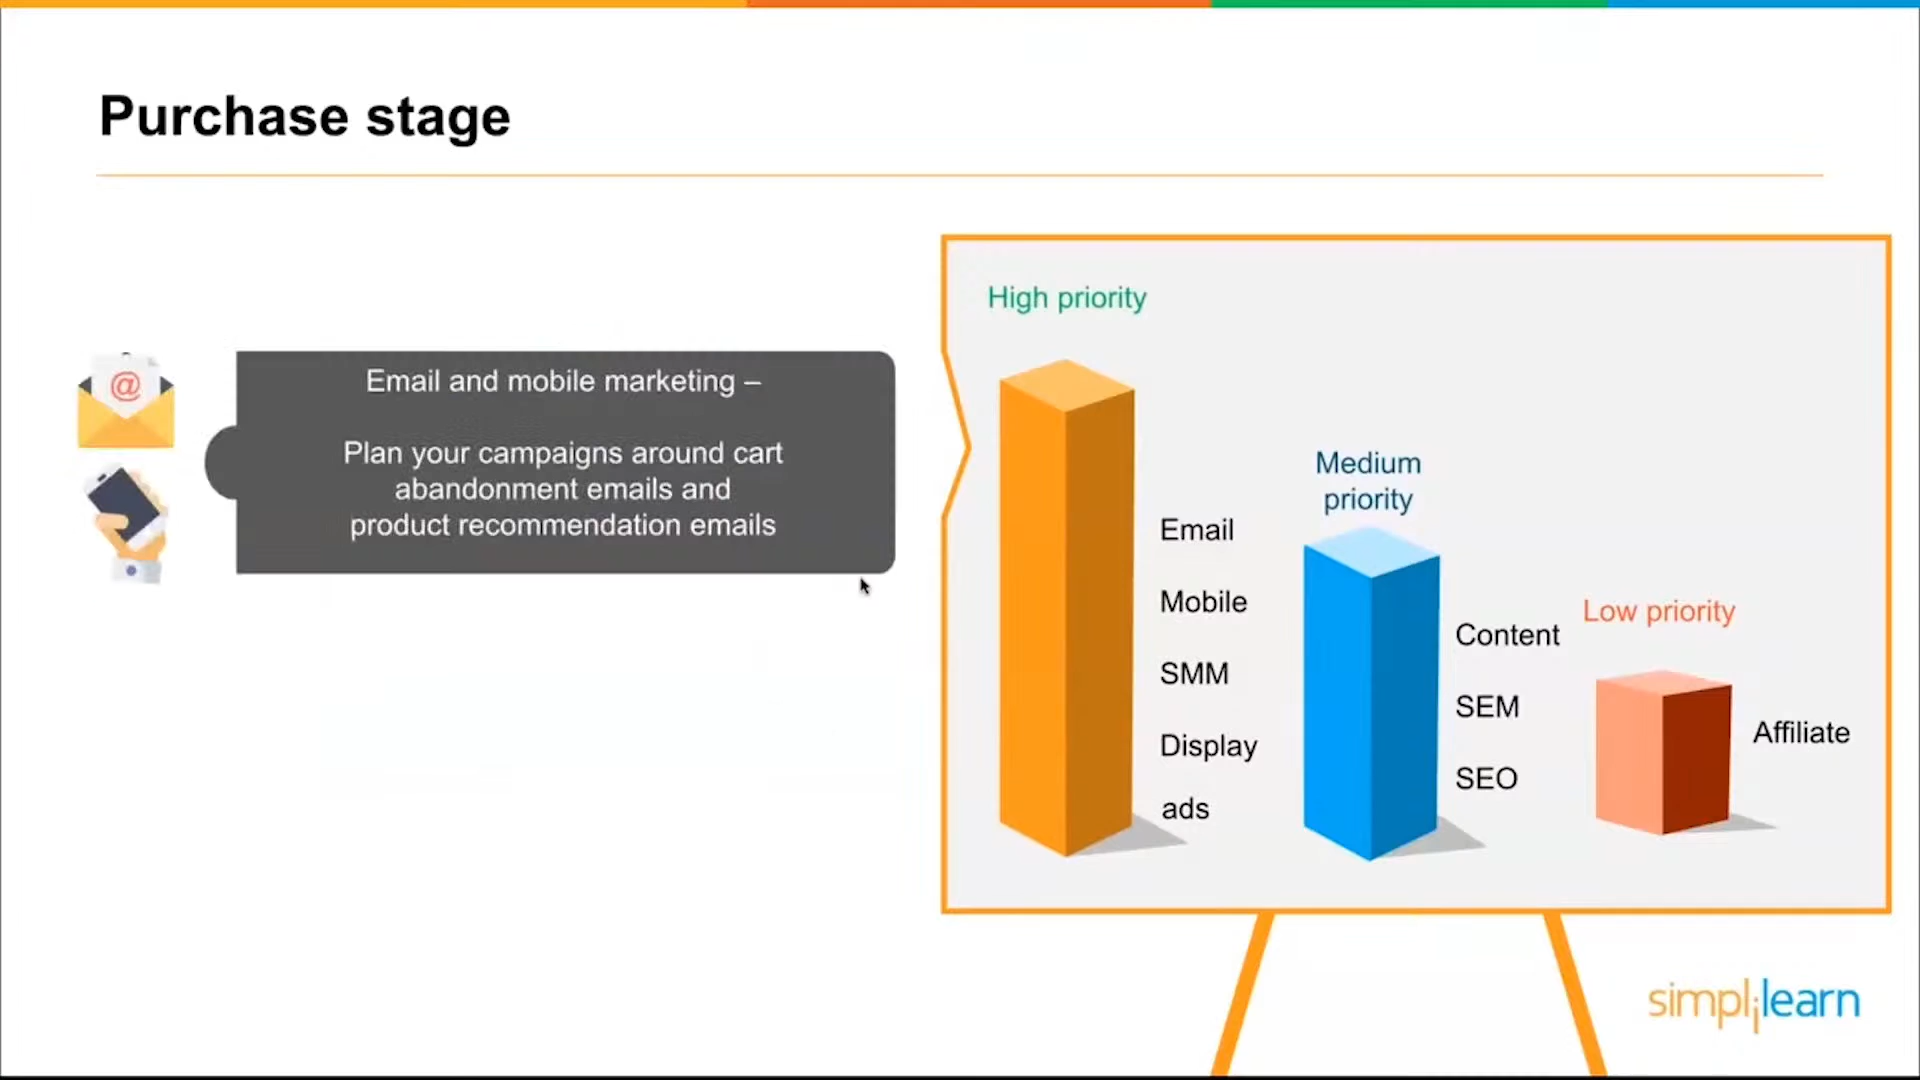 Purchase stage
@
Email and mobile marketing –
Plan your campaigns around cart
abandonment emails and
product recommendation emails
High priority
Email
Mobile
SMM
Display
ads
Medium
priority
Content
SEM
SEO
Low priority
Affiliate
simplilearn